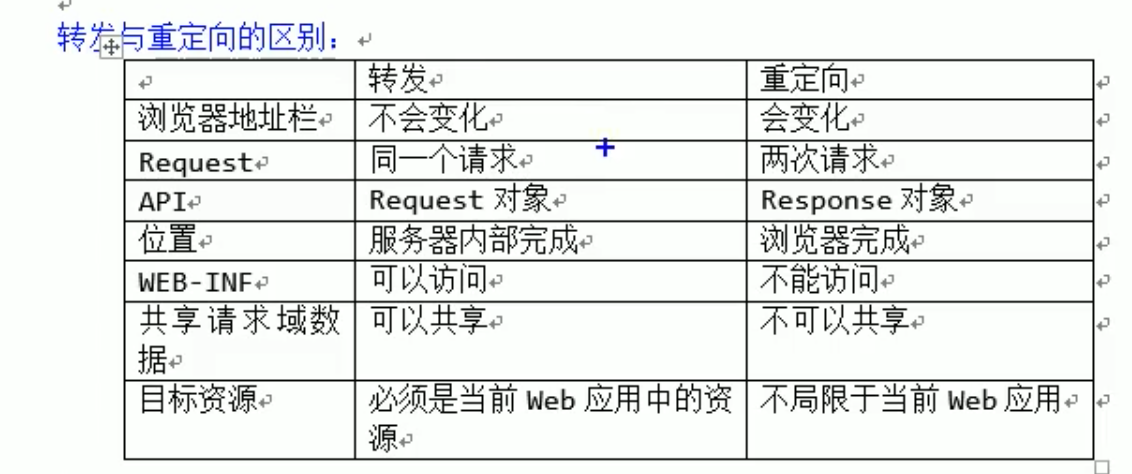 转发与重定向的区别：
转发 重定向
浏览器地址栏 不会变化 会变化
Request 同一个请求 两次请求
API Request 对象 Response 对象
位置 服务器内部完成 浏览器完成
WEB-INF 可以访问 不能访问
共享请求域数 可以共享 不可以共享
据
目标资源 必须是当前 Web 应用中的资 不局限于当前 Web 应用
源